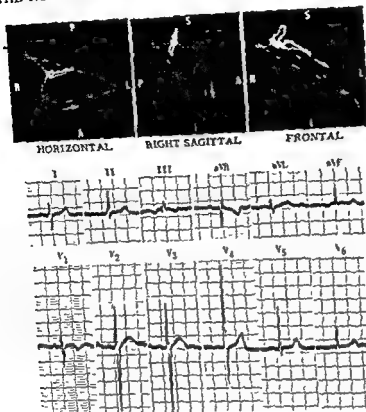 P S S
R L P A R L
A I I
HORIZONTAL RIGHT SAGITTAL FRONTAL
I II III aVR aVL aVF
V1 V2 V3 V4 V5 V6